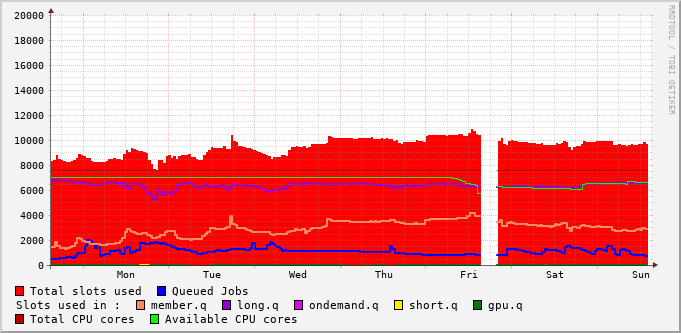 RRDTOOL / TOBI OETIKER
20000
18000
16000
14000
12000
10000
8000
6000
4000
2000
0
Mon Tue Wed Thu Fri Sat Sun
Total slots used Queued Jobs
Slots used in : member.q long.q ondemand.q short.q gpu.q
Total CPU cores Available CPU cores